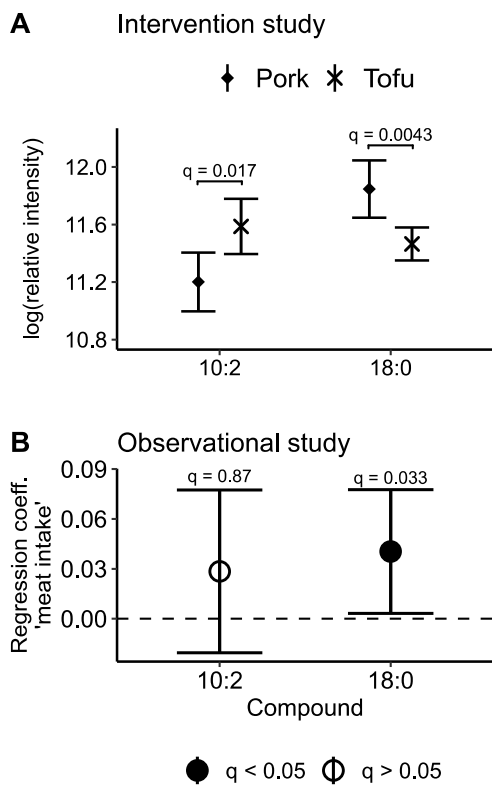 A Intervention study
Pork Tofu
q = 0.0043
q = 0.017
log(relative intensity)
12.0
11.6
11.2
10.8
10:2 18:0
B Observational study
Regression coeff.
'meat intake'
0.09
0.06
0.03
0.00
q = 0.87 q = 0.033
10:2 18:0
Compound
q < 0.05 q > 0.05